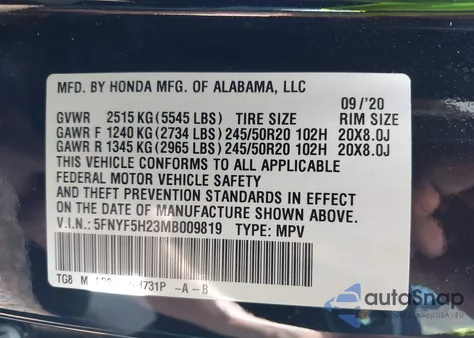 MFD. BY HONDA MFG. OF ALABAMA, LLC
09/'20
GVWR 2515 KG (5545 LBS) TIRE SIZE RIM SIZE
GAWR F 1240 KG (2734 LBS) 245/50R20 102H 20X8.0J
GAWR R 1345 KG (2965 LBS) 245/50R20 102H 20X8.0J
THIS VEHICLE CONFORMS TO ALL APPLICABLE
FEDERAL MOTOR VEHICLE SAFETY
AND THEFT PREVENTION STANDARDS IN EFFECT
ON THE DATE OF MANUFACTURE SHOWN ABOVE.
V.I.N.: 5FNYF5H23MB009819 TYPE: MPV
TG8 -A-B
autoSnap